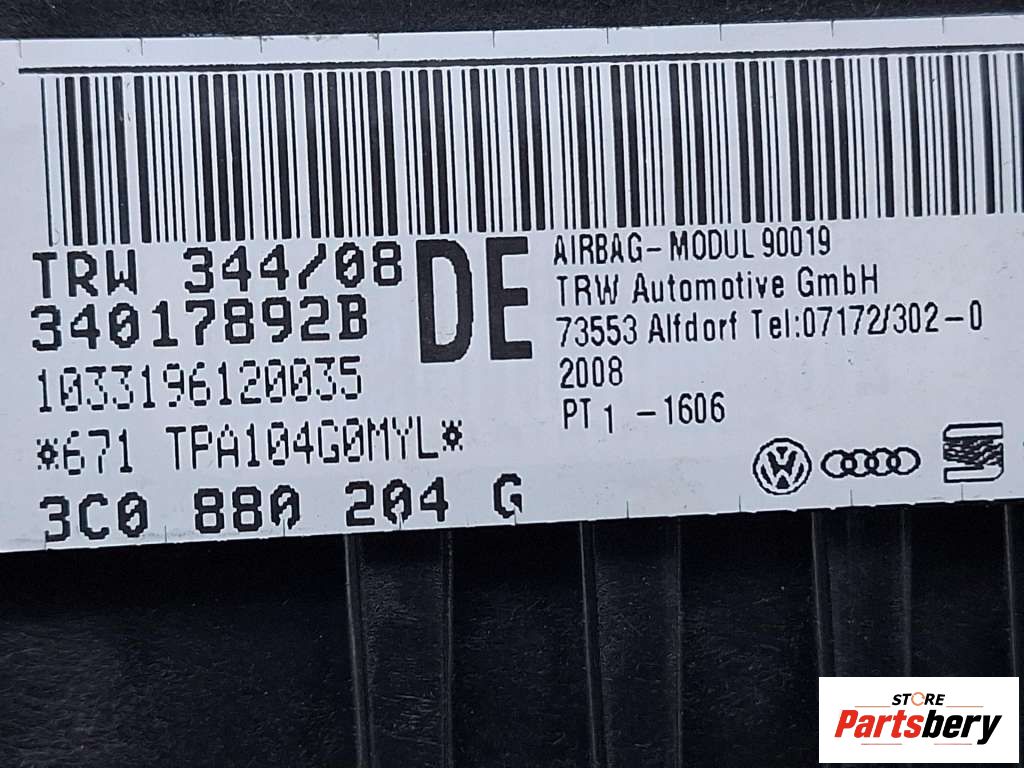 TRW 344/08
34017892B
1033196120035
*671 TPA104G0MYL*
3C0 880 204 G
DE
AIRBAG-MODUL 90019
TRW Automotive GmbH
73553 Alfdorf Tel:07172/302-0
2008
PT 1 -1606
STORE
Partsbery